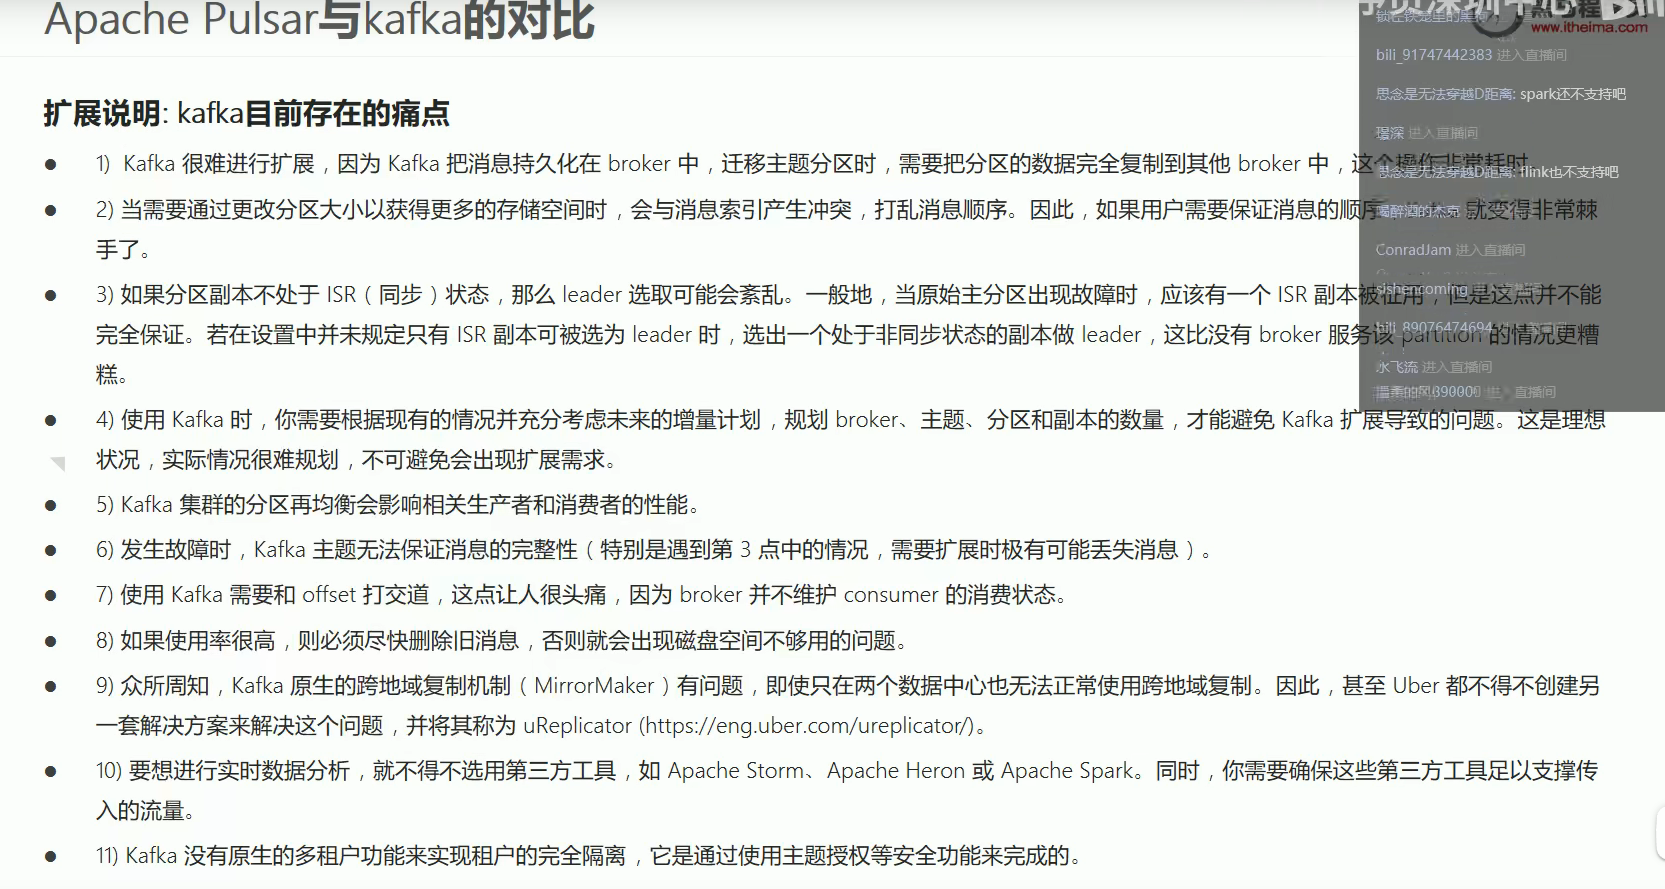 Apache Pulsar与kafka的对比
www.itheima.com
扩展说明: kafka目前存在的痛点
● 1) Kafka 很难进行扩展，因为 Kafka 把消息持久化在 broker 中，迁移主题分区时，需要把分区的数据完全复制到其他 broker 中，这个操作非常耗时
● 2) 当需要通过更改分区大小以获得更多的存储空间时，会与消息索引产生冲突，打乱消息顺序。因此，如果用户需要保证消息的顺序 就变得非常棘
手了。
● 3) 如果分区副本不处于 ISR（同步）状态，那么 leader 选取可能会紊乱。一般地，当原始主分区出现故障时，应该有一个 ISR 副本被征用，但是这点并不能
完全保证。若在设置中并未规定只有 ISR 副本可被选为 leader 时，选出一个处于非同步状态的副本做 leader，这比没有 broker 服务该 partition 的情况更糟
糕。
● 4) 使用 Kafka 时，你需要根据现有的情况并充分考虑未来的增量计划，规划 broker、主题、分区和副本的数量，才能避免 Kafka 扩展导致的问题。这是理想
状况，实际情况很难规划，不可避免会出现扩展需求。
● 5) Kafka 集群的分区再均衡会影响相关生产者和消费者的性能。
● 6) 发生故障时，Kafka 主题无法保证消息的完整性（特别是遇到第 3 点中的情况，需要扩展时极有可能丢失消息）。
● 7) 使用 Kafka 需要和 offset 打交道，这点让人很头痛，因为 broker 并不维护 consumer 的消费状态。
● 8) 如果使用率很高，则必须尽快删除旧消息，否则就会出现磁盘空间不够用的问题。
● 9) 众所周知，Kafka 原生的跨地域复制机制（MirrorMaker）有问题，即使只在两个数据中心也无法正常使用跨地域复制。因此，甚至 Uber 都不得不创建另
一套解决方案来解决这个问题，并将其称为 uReplicator (https://eng.uber.com/ureplicator/)。
● 10) 要想进行实时数据分析，就不得不选用第三方工具，如 Apache Storm、Apache Heron 或 Apache Spark。同时，你需要确保这些第三方工具足以支撑传
入的流量。
● 11) Kafka 没有原生的多租户功能来实现租户的完全隔离，它是通过使用主题授权等安全功能来完成的。
bili_91747442383 进入直播间
思念是无法穿越D距离: spark还不支持吧
进入直播间
思念是无法穿越D距离: flink也不支持吧
喝醉酒的杰克
ConradJam 进入直播间
sishencoming
bili_89076474694
水飞流 进入直播间
直播间